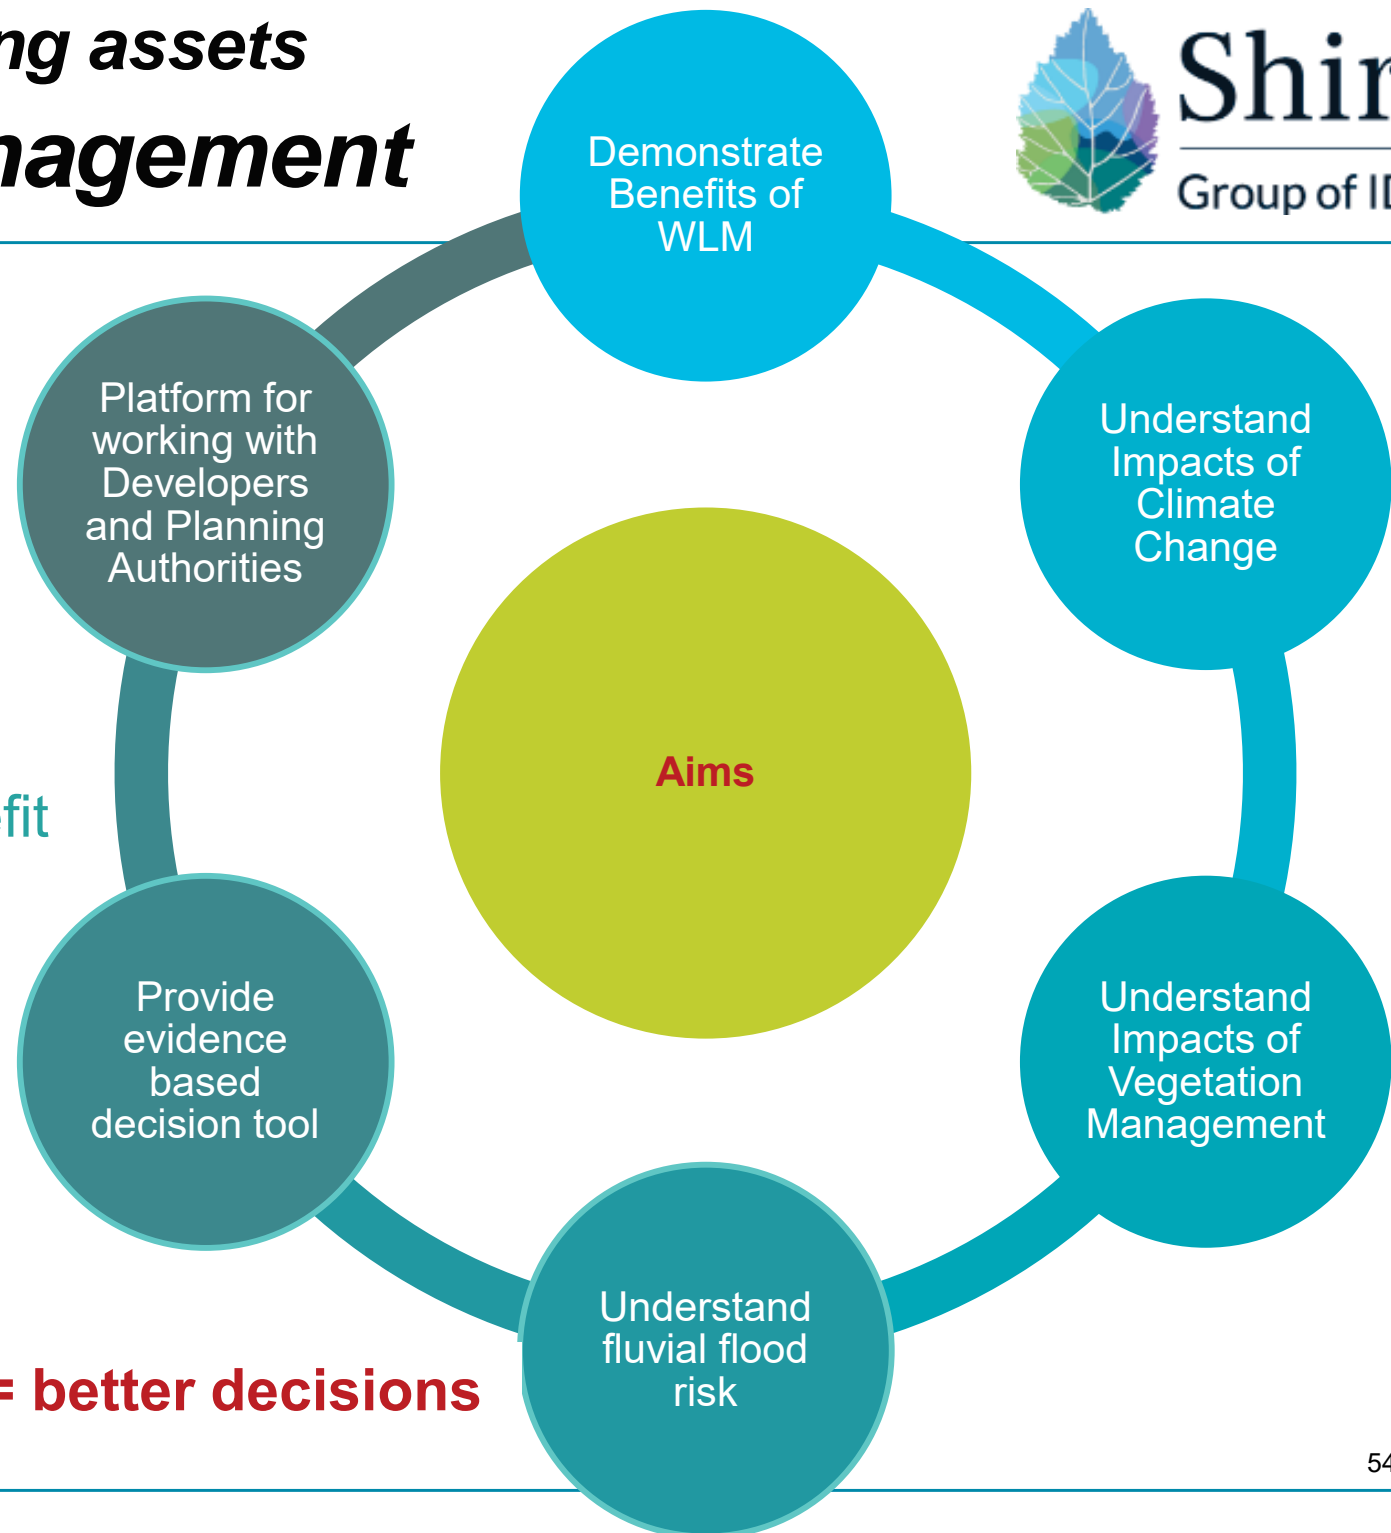 ng assets
nagement
Shir
Group of ID
Demonstrate
Benefits of
WLM
Understand
Impacts of
Climate
Change
Understand
Impacts of
Vegetation
Management
Understand
fluvial flood
risk
Provide
evidence
based
decision tool
Platform for
working with
Developers
and Planning
Authorities
Aims
fit
= better decisions
54